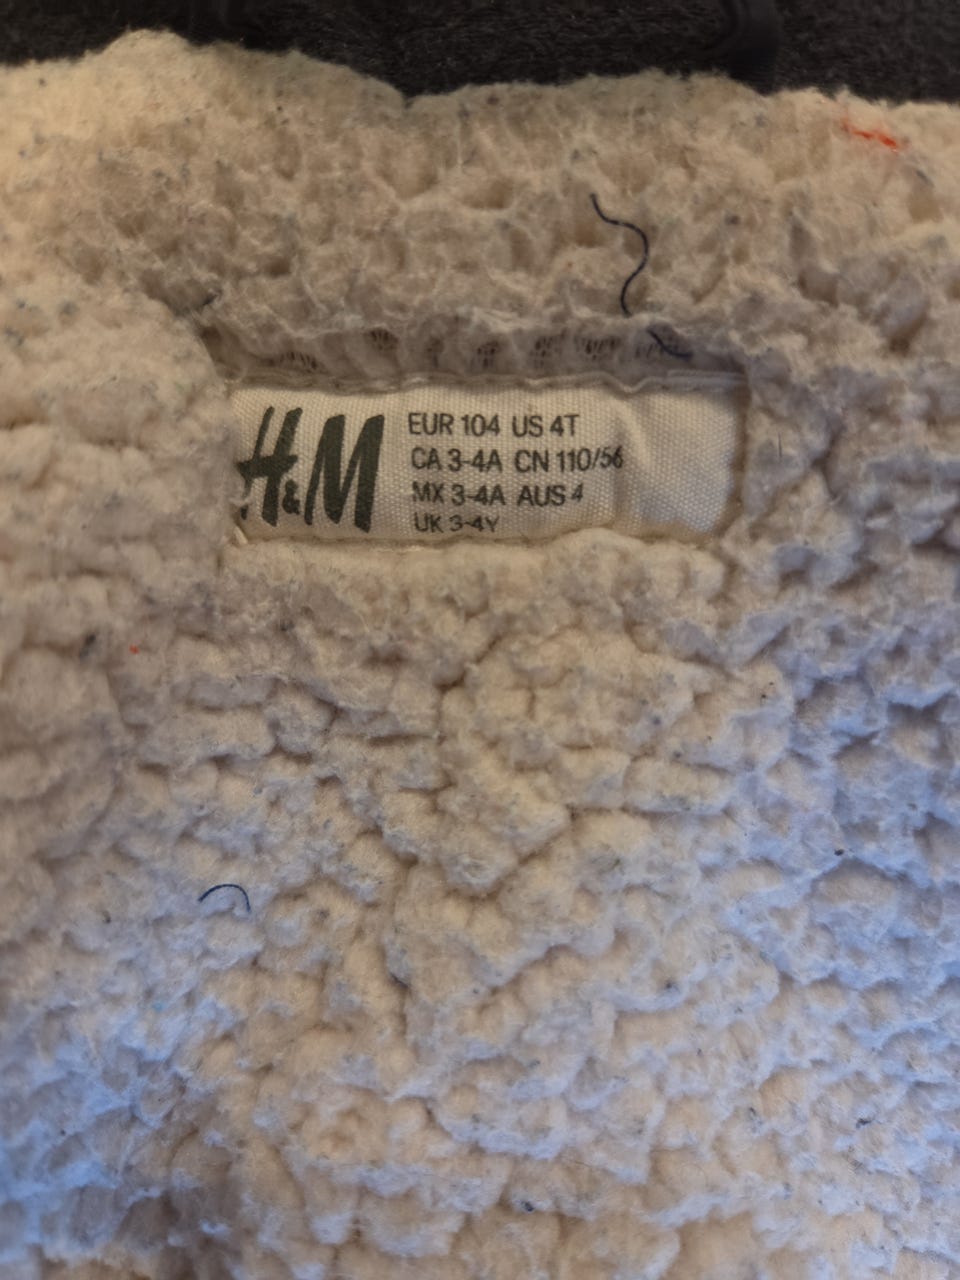 H&M
EUR 104 US 4T
CA 3-4A CN 110/56
MX 3-4A AUS 4
UK 3-4Y